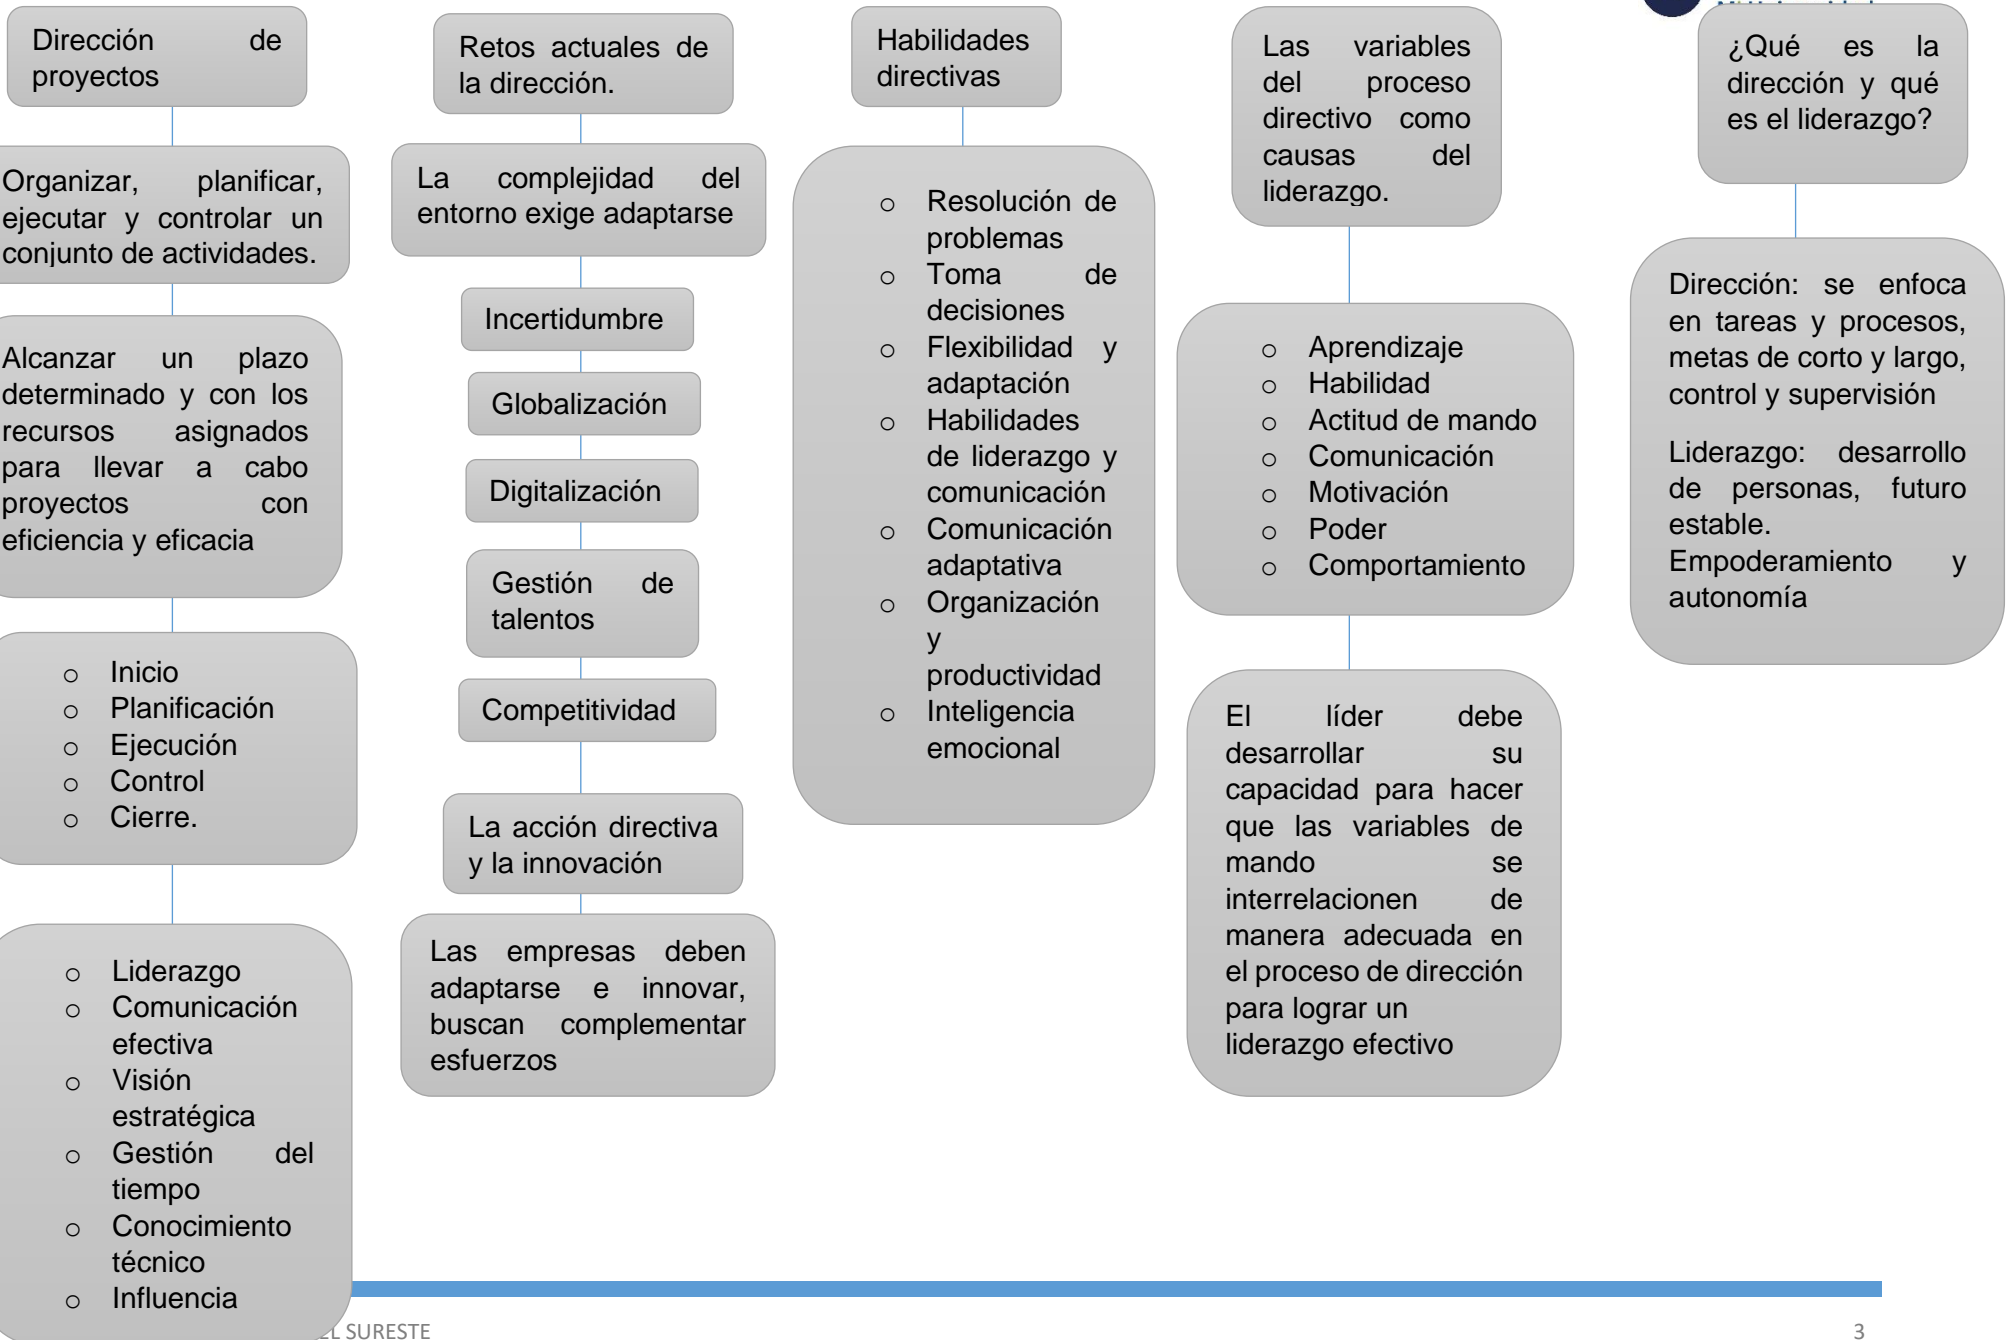 Dirección de
proyectos
Organizar, planificar,
ejecutar y controlar un
conjunto de actividades.
Alcanzar un plazo
determinado y con los
recursos asignados
para llevar a cabo
proyectos con
eficiencia y eficacia
o Inicio
o Planificación
o Ejecución
o Control
o Cierre.
o Liderazgo
o Comunicación
efectiva
o Visión
estratégica
o Gestión del
tiempo
o Conocimiento
técnico
o Influencia
Retos actuales de
la dirección.
La complejidad del
entorno exige adaptarse
Incertidumbre
Globalización
Digitalización
Gestión de
talentos
Competitividad
La acción directiva
y la innovación
Las empresas deben
adaptarse e innovar,
buscan complementar
esfuerzos
Habilidades
directivas
o Resolución de
problemas
o Toma de
decisiones
o Flexibilidad y
adaptación
o Habilidades
de liderazgo y
comunicación
o Comunicación
adaptativa
o Organización
y
productividad
o Inteligencia
emocional
Las variables
del proceso
directivo como
causas del
liderazgo.
o Aprendizaje
o Habilidad
o Actitud de mando
o Comunicación
o Motivación
o Poder
o Comportamiento
El líder debe
desarrollar su
capacidad para hacer
que las variables de
mando se
interrelacionen de
manera adecuada en
el proceso de dirección
para lograr un
liderazgo efectivo
¿Qué es la
dirección y qué
es el liderazgo?
Dirección: se enfoca
en tareas y procesos,
metas de corto y largo,
control y supervisión
Liderazgo: desarrollo
de personas, futuro
estable.
Empoderamiento y
autonomía
EL SURESTE
3